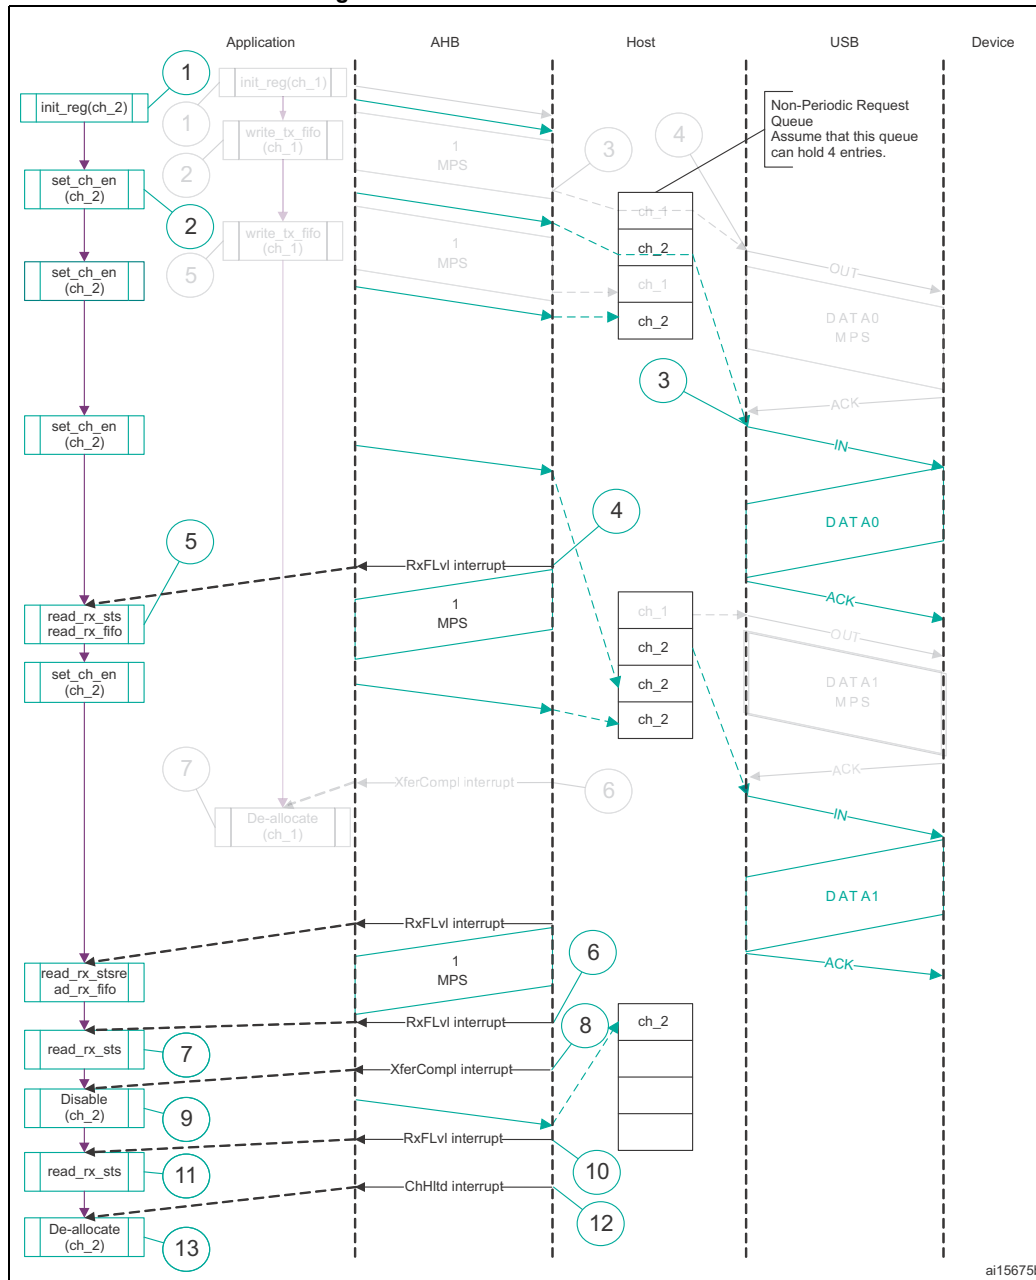 Application
AHB
Host
USB
Device
1
init_reg(ch_2)
init_reg(ch_1)
1
Non-Periodic Request
Queue
Assume that this queue
can hold 4 entries.
write_tx_fifo
(ch_1)
1
MPS
3
4
2
set_ch_en
(ch_2)
2
ch_1
write_tx_fifo
(ch_1)
1
MPS
ch_2
5
set_ch_en
(ch_2)
OUT
ch_1
ch_2
DATA0
MPS
3
ACK
set_ch_en
(ch_2)
IN
4
DATA0
5
RxFLvl interrupt
read_rx_sts
read_rx_fifo
1
MPS
ch_1
ACK
OUT
ch_2
set_ch_en
(ch_2)
ch_2
DATA1
MPS
ch_2
7
XferCompl interrupt
6
ACK
De-allocate
(ch_1)
IN
DATA1
RxFLvl interrupt
6
read_rx_stsre
ad_rx_fifo
1
MPS
ACK
RxFLvl interrupt
8
ch_2
read_rx_sts
7
XferCompl interrupt
Disable
(ch_2)
9
RxFLvl interrupt
10
read_rx_sts
11
ChHltd interrupt
12
De-allocate
(ch_2)
13